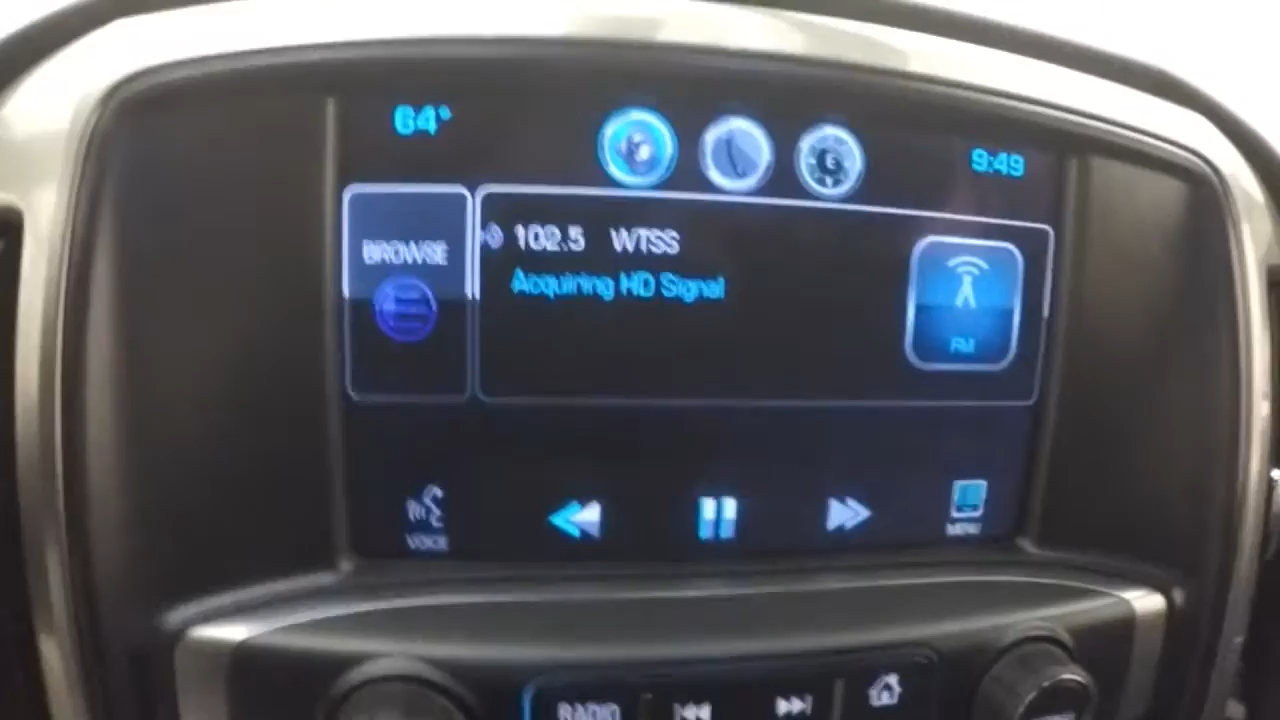 64°
9:49
BROWSE
102.5 WTSS
Acquiring HD Signal
FM
VOICE
MENU
RADIO